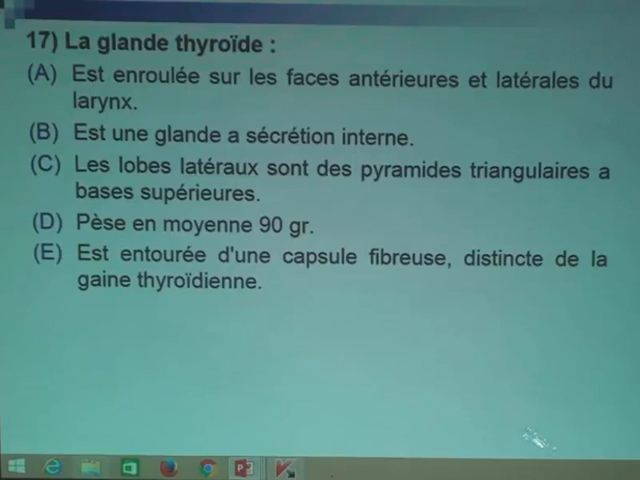 17) La glande thyroïde :
(A) Est enroulée sur les faces antérieures et latérales du
larynx.
(B) Est une glande a sécrétion interne.
(C) Les lobes latéraux sont des pyramides triangulaires a
bases supérieures.
(D) Pèse en moyenne 90 gr.
(E) Est entourée d'une capsule fibreuse, distincte de la
gaine thyroïdienne.